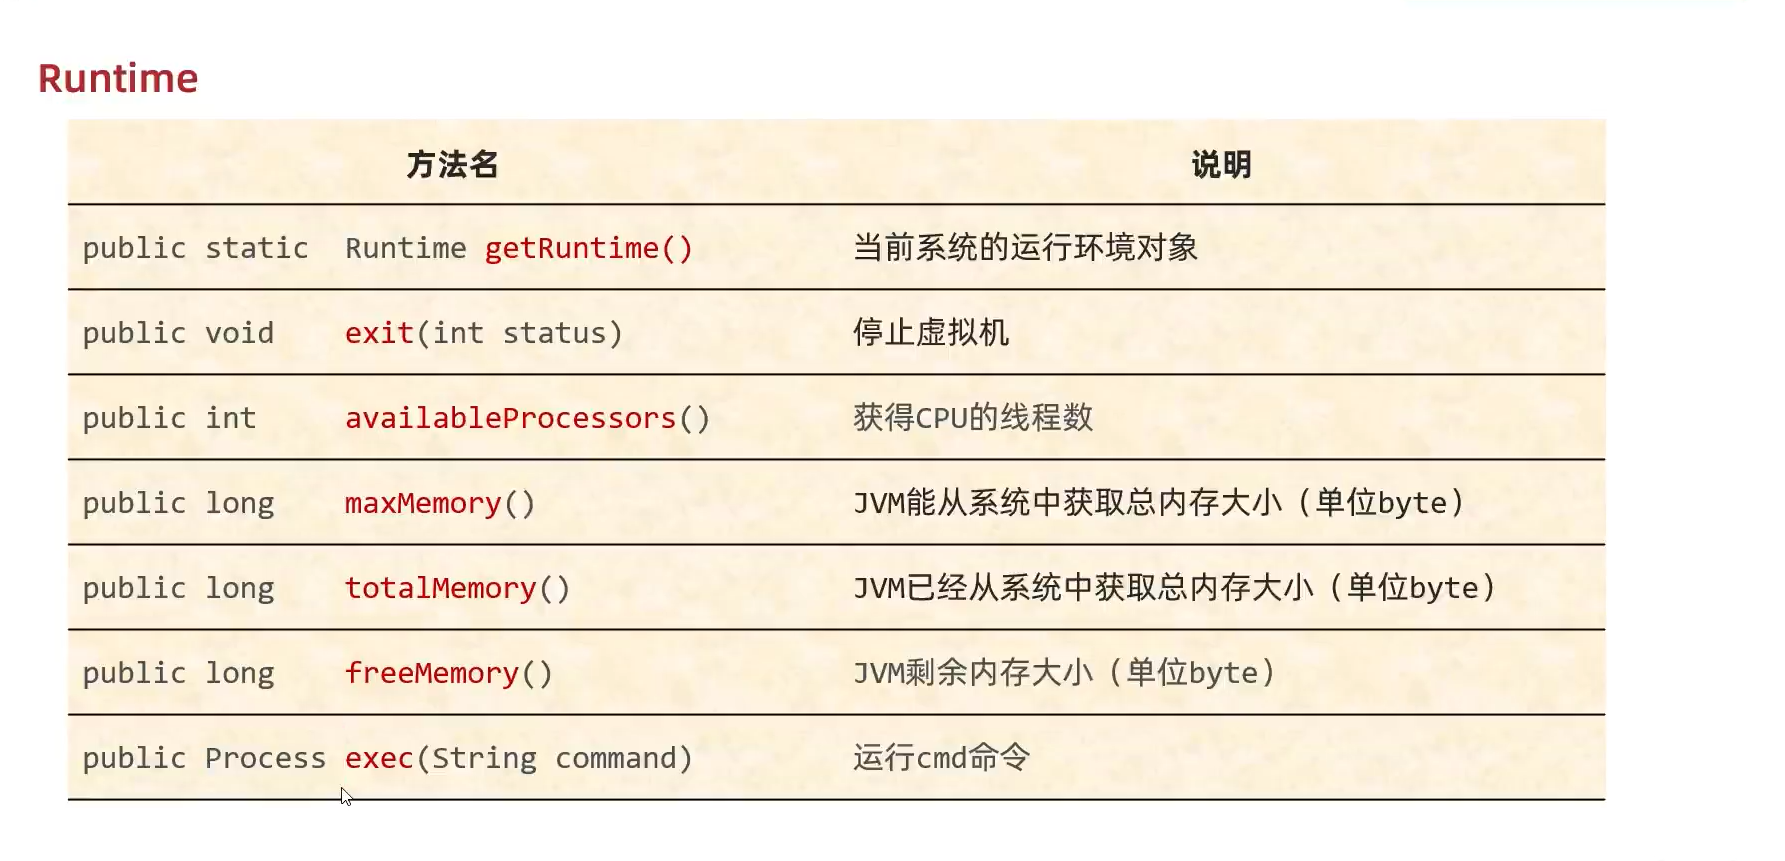 Runtime
方法名 说明
public static Runtime getRuntime() 当前系统的运行环境对象
public void exit(int status) 停止虚拟机
public int availableProcessors() 获得CPU的线程数
public long maxMemory() JVM能从系统中获取总内存大小（单位byte）
public long totalMemory() JVM已经从系统中获取总内存大小（单位byte）
public long freeMemory() JVM剩余内存大小（单位byte）
public Process exec(String command) 运行cmd命令